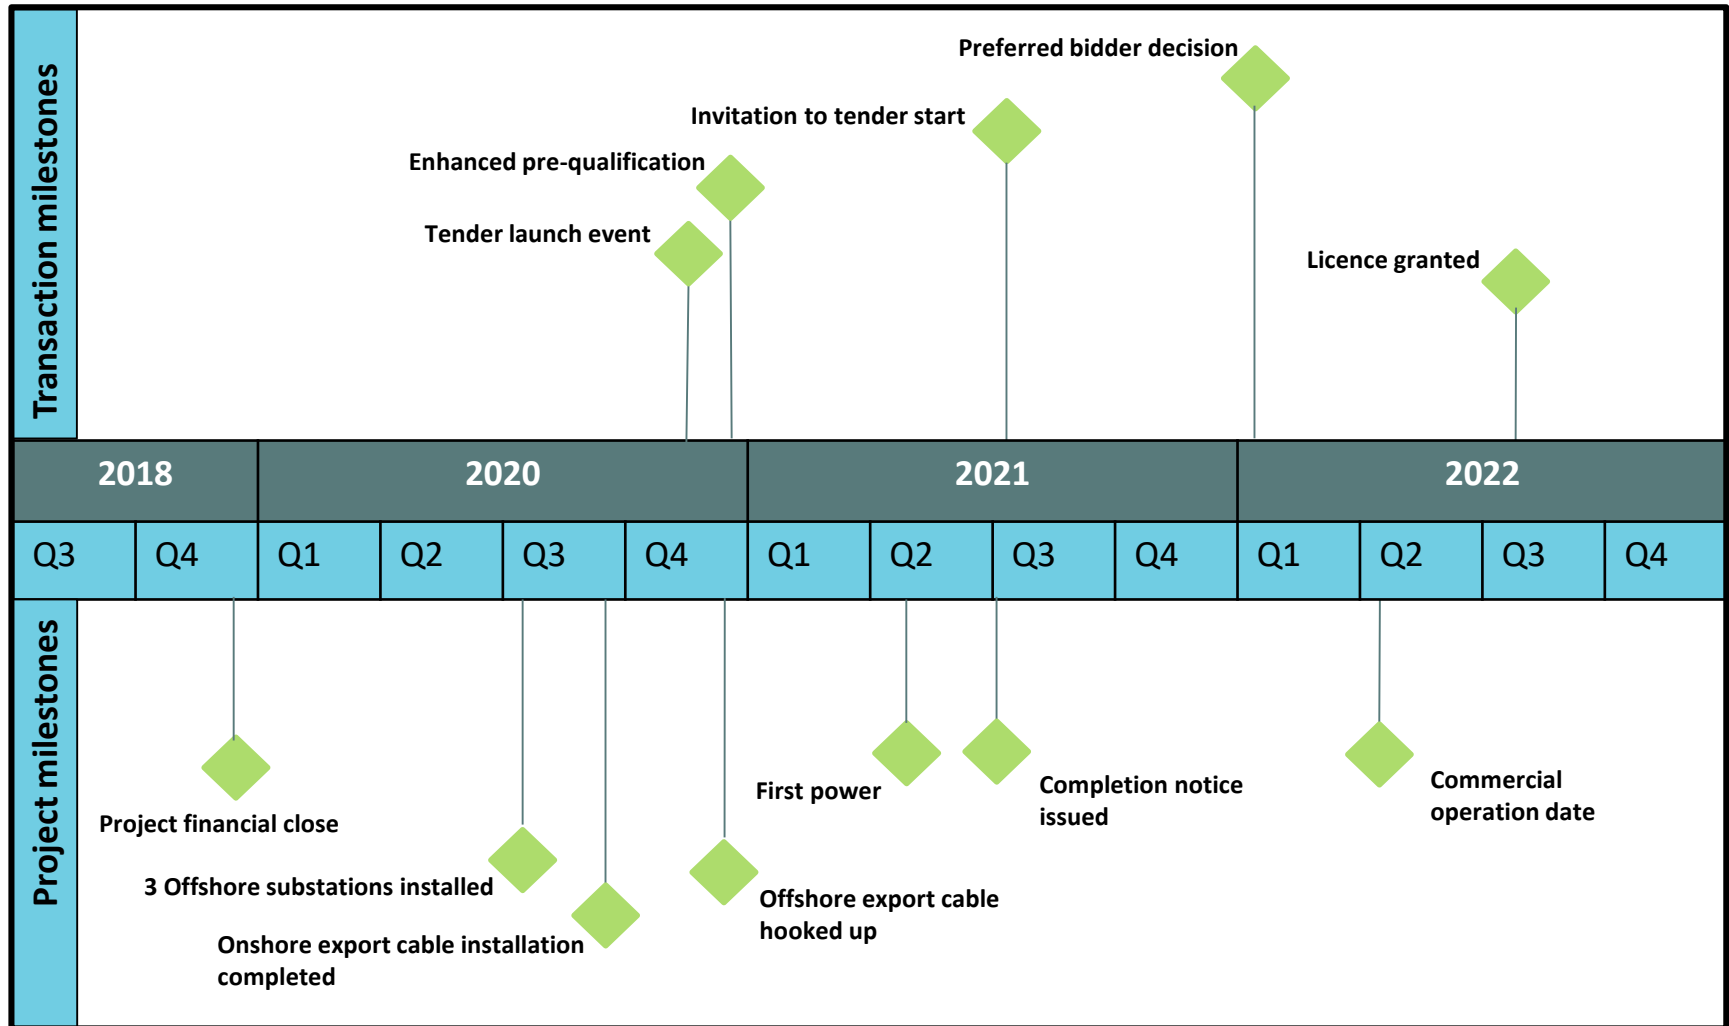 Transaction milestones
Preferred bidder decision
Invitation to tender start
Enhanced pre-qualification
Tender launch event
Licence granted
2018 2020 2021 2022
Q3 Q4 Q1 Q2 Q3 Q4 Q1 Q2 Q3 Q4 Q1 Q2 Q3 Q4
Project milestones
Project financial close
3 Offshore substations installed
Onshore export cable installation
completed
Offshore export cable
hooked up
First power
Completion notice
issued
Commercial
operation date